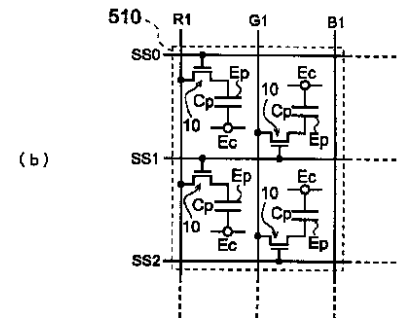 510 R1 G1 B1
SS0
Ep Ec
10
Cp Cp
10 Ec Ep
(b) SS1
Ep Ec
10
Cp Cp
10 Ec Ep
SS2